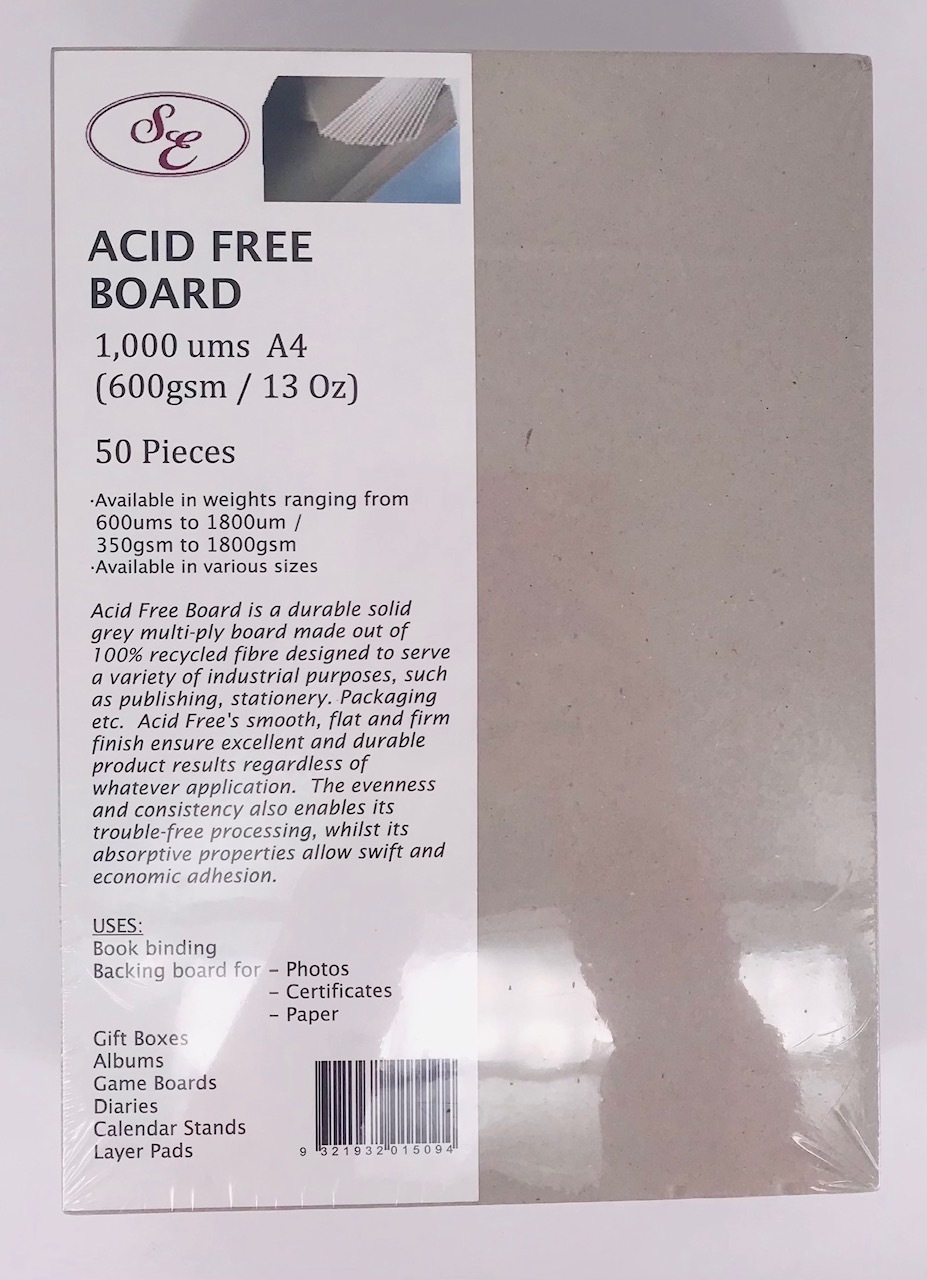 SE
ACID FREE
BOARD
1,000 ums A4
(600gsm / 13 Oz)
50 Pieces
·Available in weights ranging from
600ums to 1800um /
350gsm to 1800gsm
·Available in various sizes
Acid Free Board is a durable solid
grey multi-ply board made out of
100% recycled fibre designed to serve
a variety of industrial purposes, such
as publishing, stationery. Packaging
etc. Acid Free's smooth, flat and firm
finish ensure excellent and durable
product results regardless of
whatever application. The evenness
and consistency also enables its
trouble-free processing, whilst its
absorptive properties allow swift and
economic adhesion.
USES:
Book binding
Backing board for – Photos
– Certificates
– Paper
Gift Boxes
Albums
Game Boards
Diaries
Calendar Stands
Layer Pads
9 321932 015094